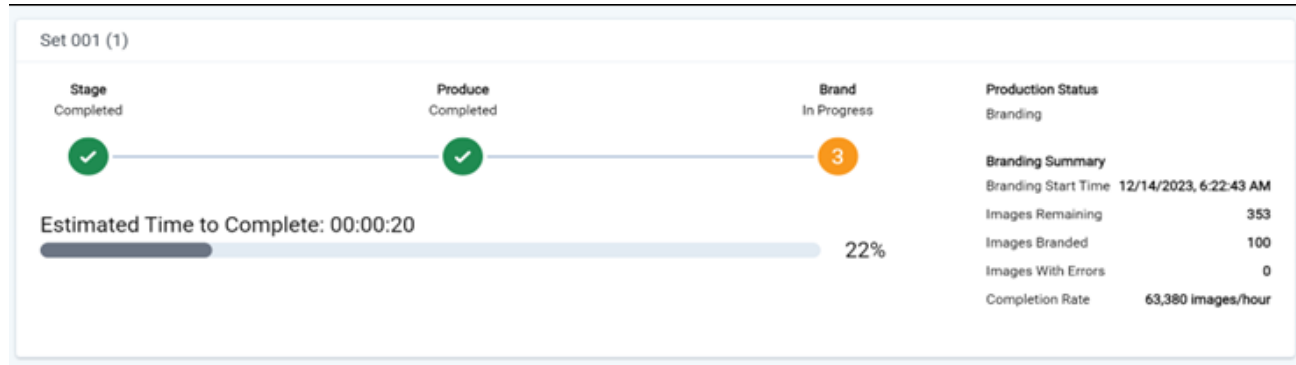 Set 001 (1)
Stage
Completed
Produce
Completed
Brand
In Progress
3
Estimated Time to Complete: 00:00:20
22%
Production Status
Branding
Branding Summary
Branding Start Time 12/14/2023, 6:22:43 AM
Images Remaining 353
Images Branded 100
Images With Errors 0
Completion Rate 63,380 images/hour